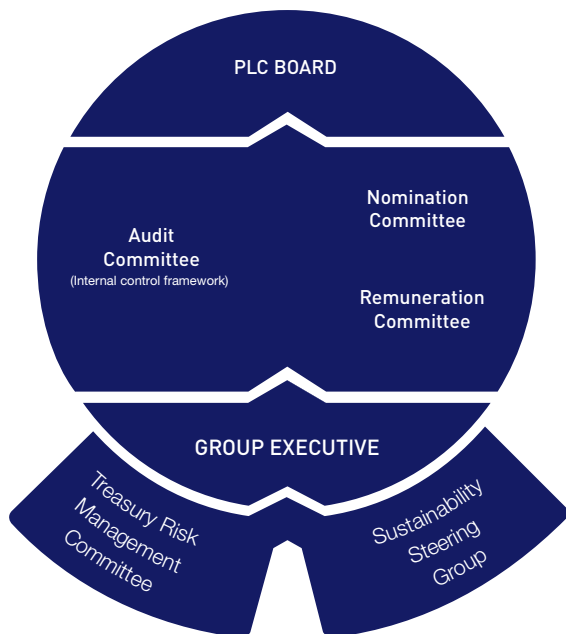 PLC BOARD
Audit
Committee
(Internal control framework)
Nomination
Committee
Remuneration
Committee
GROUP EXECUTIVE
Treasury Risk
Management
Committee
Sustainability
Steering
Group